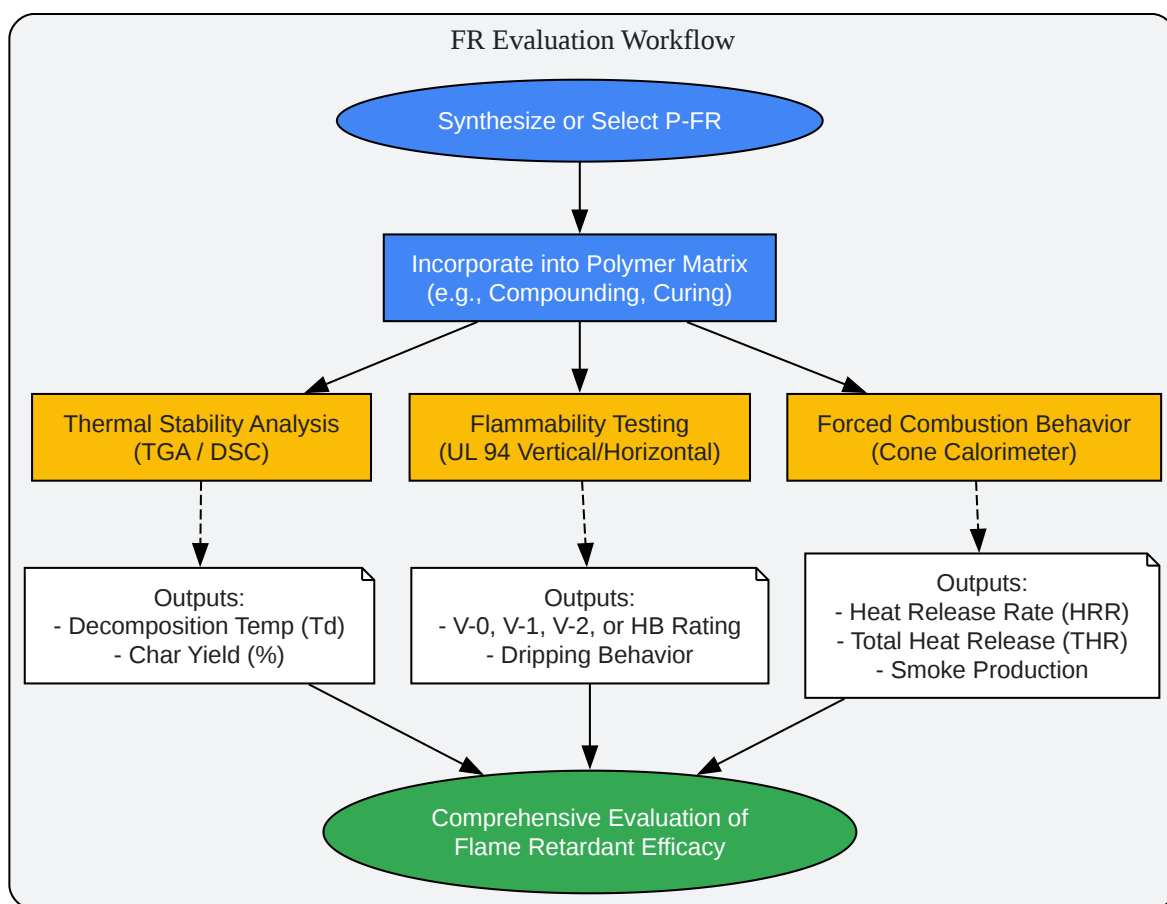 FR Evaluation Workflow
Synthesize or Select P-FR
Incorporate into Polymer Matrix
(e.g., Compounding, Curing)
Thermal Stability Analysis
(TGA / DSC)
Flammability Testing
(UL 94 Vertical/Horizontal)
Forced Combustion Behavior
(Cone Calorimeter)
Outputs:
- Decomposition Temp (Td)
- Char Yield (%)
Outputs:
- V-0, V-1, V-2, or HB Rating
- Dripping Behavior
Outputs:
- Heat Release Rate (HRR)
- Total Heat Release (THR)
- Smoke Production
Comprehensive Evaluation of
Flame Retardant Efficacy